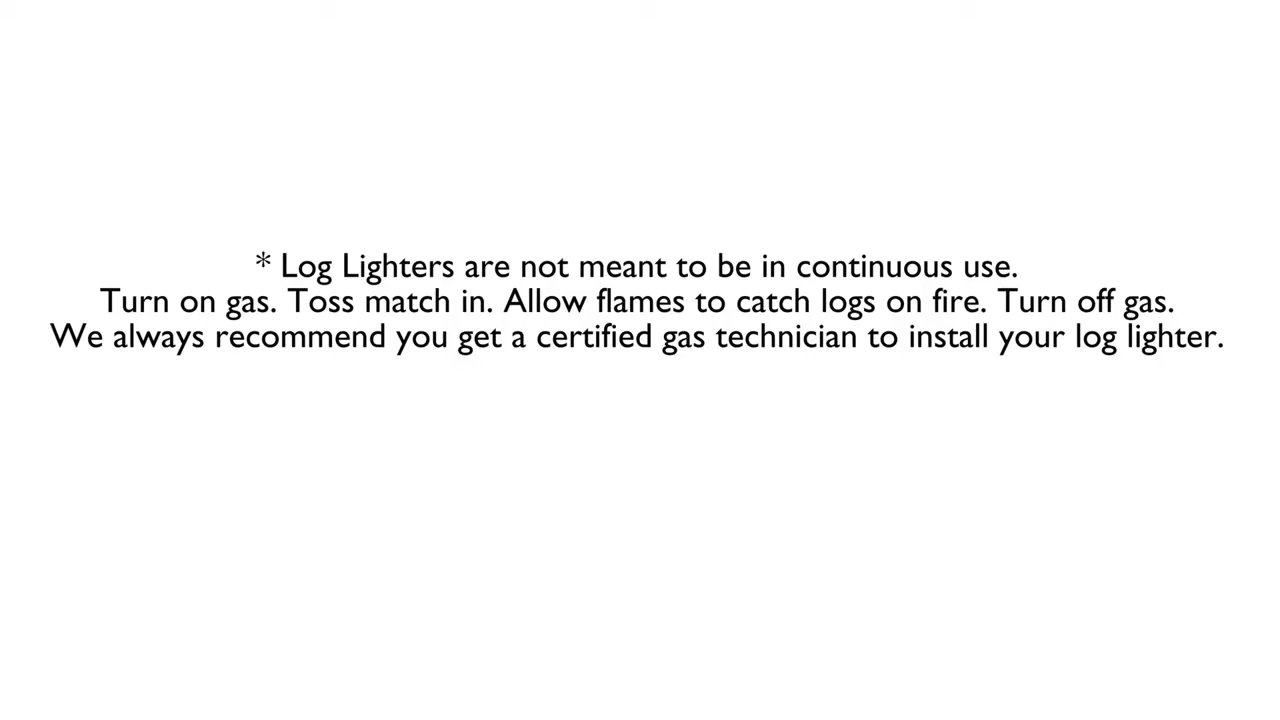 * Log Lighters are not meant to be in continuous use.
Turn on gas. Toss match in. Allow flames to catch logs on fire. Turn off gas.
We always recommend you get a certified gas technician to install your log lighter.